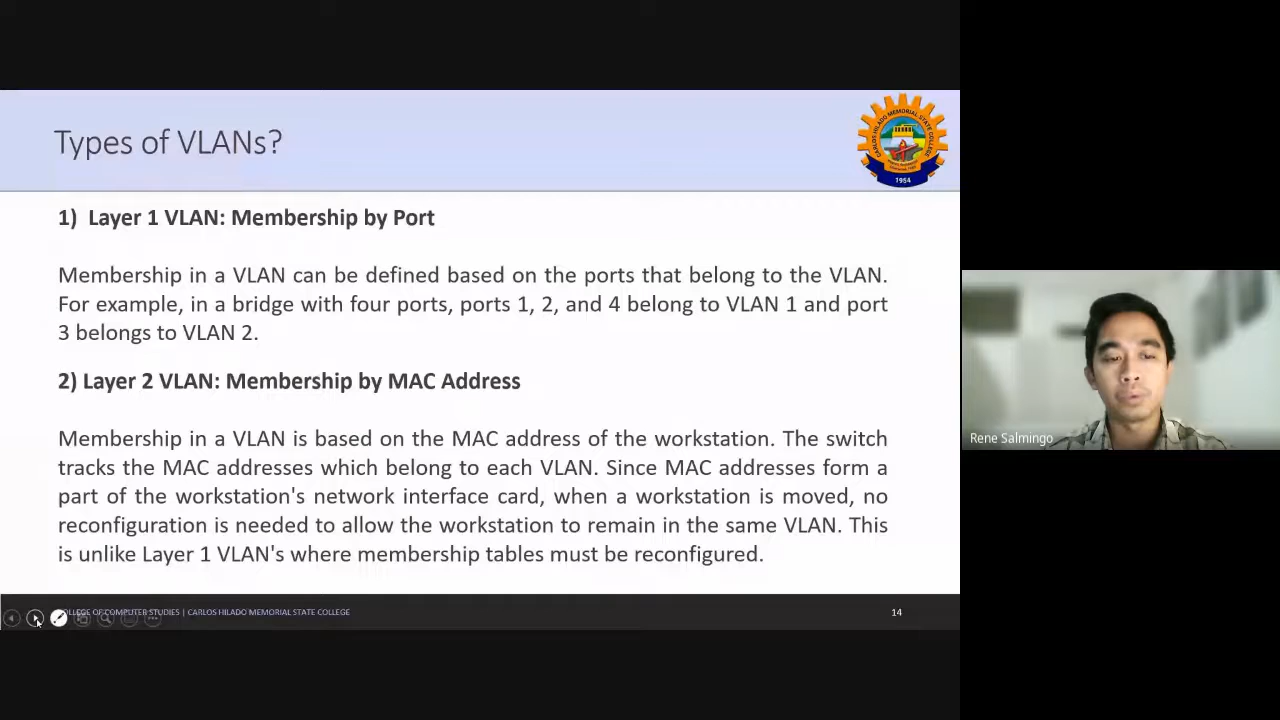 Types of VLANs?
CARLOS HILADO MEMORIAL STATE COLLEGE
1954
1) Layer 1 VLAN: Membership by Port
Membership in a VLAN can be defined based on the ports that belong to the VLAN.
For example, in a bridge with four ports, ports 1, 2, and 4 belong to VLAN 1 and port
3 belongs to VLAN 2.
2) Layer 2 VLAN: Membership by MAC Address
Membership in a VLAN is based on the MAC address of the workstation. The switch
tracks the MAC addresses which belong to each VLAN. Since MAC addresses form a
part of the workstation's network interface card, when a workstation is moved, no
reconfiguration is needed to allow the workstation to remain in the same VLAN. This
is unlike Layer 1 VLAN's where membership tables must be reconfigured.
Rene Salmingo
OF COMPUTER STUDIES | CARLOS HILADO MEMORIAL STATE COLLEGE
14